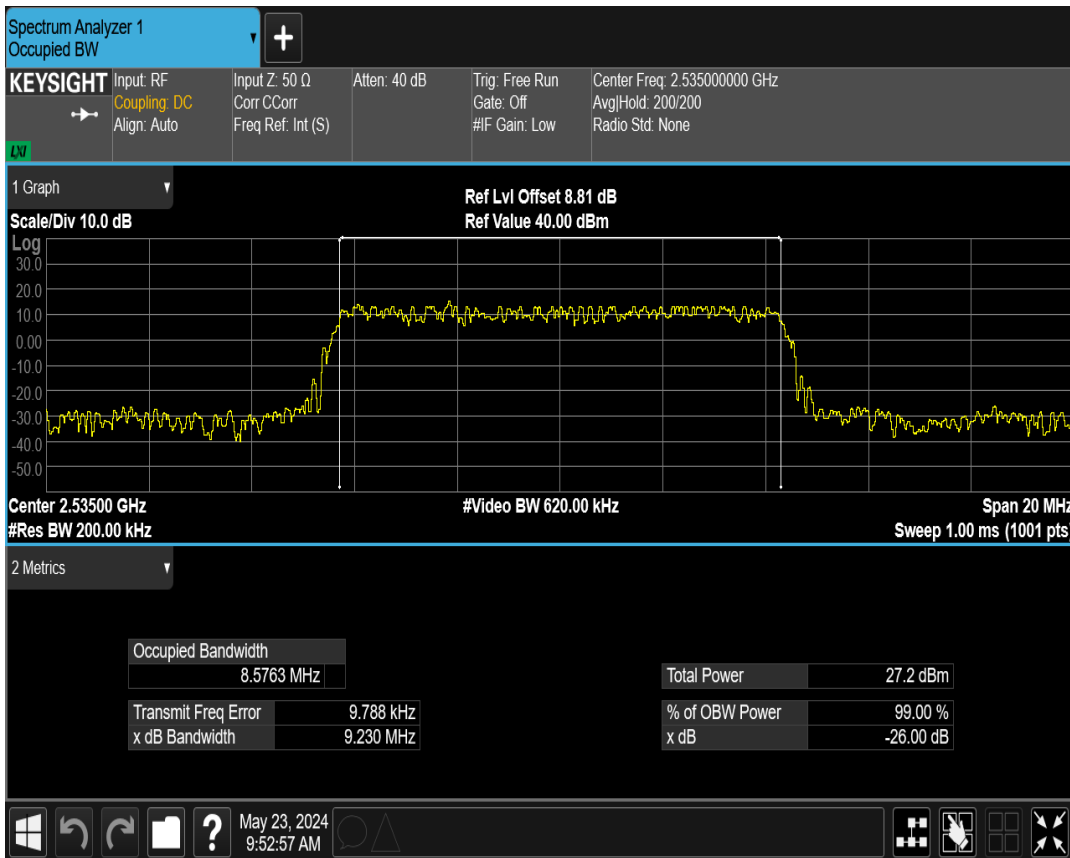 Spectrum Analyzer 1
Occupied BW
+
KEYSIGHT
LXI
Input: RF
Coupling: DC
Align: Auto
Input Z: 50 Ω
Corr CCorr
Freq Ref: Int (S)
Atten: 40 dB
Trig: Free Run
Gate: Off
#IF Gain: Low
Center Freq: 2.535000000 GHz
Avg|Hold: 200/200
Radio Std: None
1 Graph
Scale/Div 10.0 dB
Ref Lvl Offset 8.81 dB
Ref Value 40.00 dBm
Log
30.0
20.0
10.0
0.00
-10.0
-20.0
-30.0
-40.0
-50.0
Center 2.53500 GHz
#Video BW 620.00 kHz
Span 20 MHz
#Res BW 200.00 kHz
Sweep 1.00 ms (1001 pts)
2 Metrics
Occupied Bandwidth
8.5763 MHz
Total Power 27.2 dBm
Transmit Freq Error 9.788 kHz
% of OBW Power 99.00 %
x dB Bandwidth 9.230 MHz
x dB -26.00 dB
?
May 23, 2024
9:52:57 AM